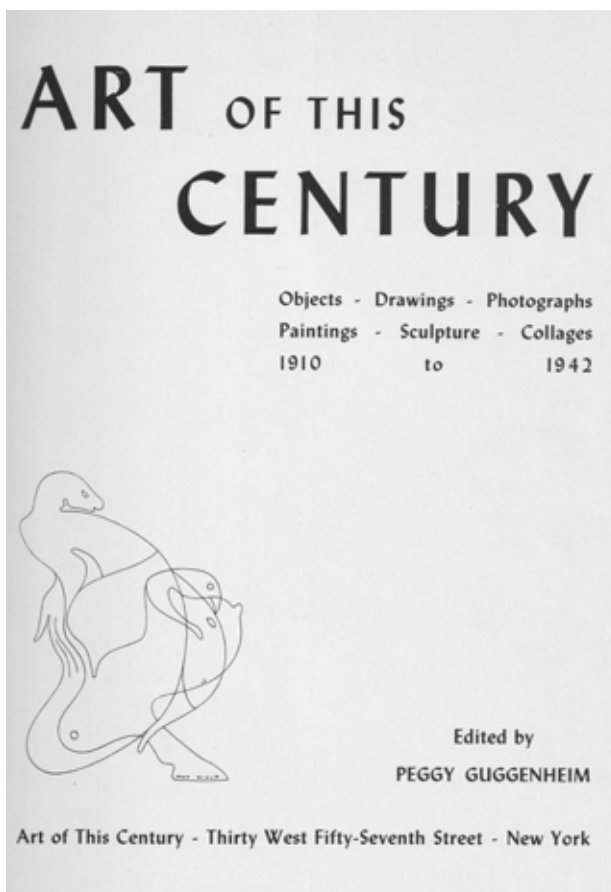 ART OF THIS
CENTURY
Objects - Drawings - Photographs
Paintings - Sculpture - Collages
1910 to 1942
Edited by
PEGGY GUGGENHEIM
Art of This Century - Thirty West Fifty-Seventh Street - New York